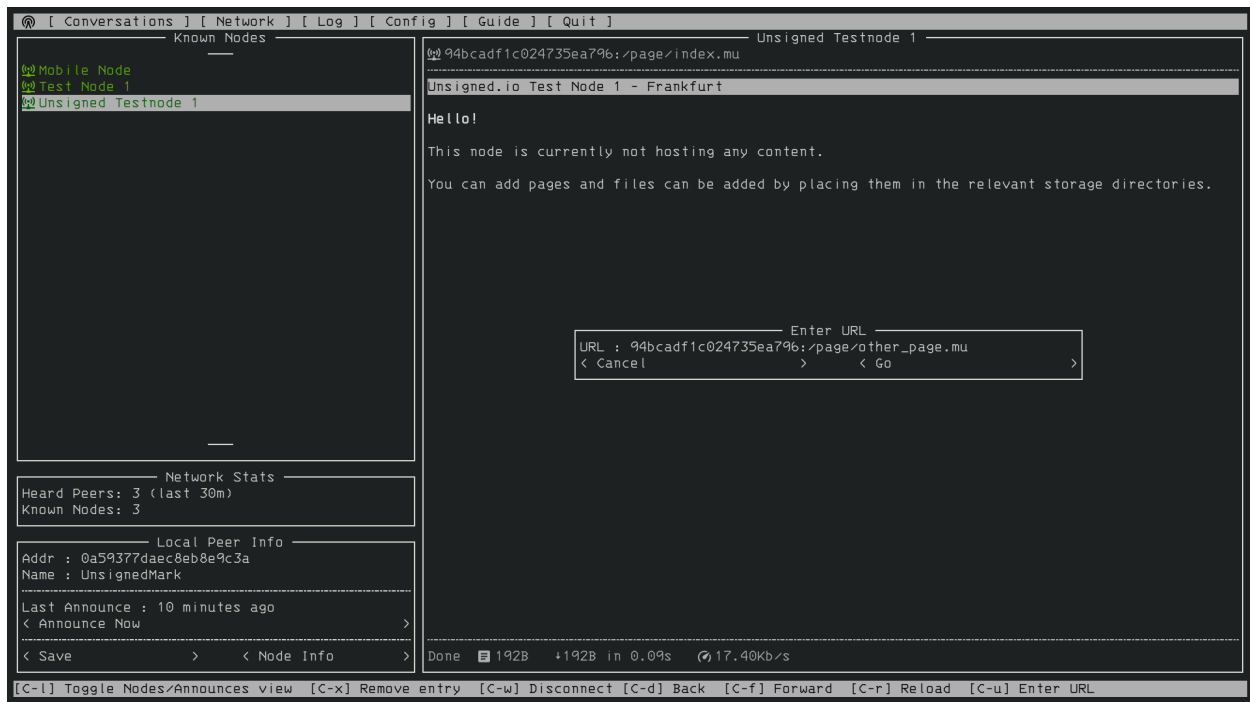 [ Conversations ] [ Network ] [ Log ] [ Config ] [ Guide ] [ Quit ]
Known Nodes
Mobile Node
Test Node 1
Unsigned Testnode 1
Network Stats
Heard Peers: 3 (last 30m)
Known Nodes: 3
Local Peer Info
Addr : 0a59377daec8eb8e9c3a
Name : UnsignedMark
Last Announce : 10 minutes ago
< Announce Now >
< Save > < Node Info >
Unsigned Testnode 1
94bcadf1c024735ea796:/page/index.mu
Unsigned.io Test Node 1 - Frankfurt
Hello!
This node is currently not hosting any content.
You can add pages and files can be added by placing them in the relevant storage directories.
Enter URL
URL : 94bcadf1c024735ea796:/page/other_page.mu
< Cancel > < Go >
Done 192B ↓192B in 0.09s 17.40Kb/s
[C-l] Toggle Nodes/Announces view [C-x] Remove entry [C-w] Disconnect [C-d] Back [C-f] Forward [C-r] Reload [C-u] Enter URL